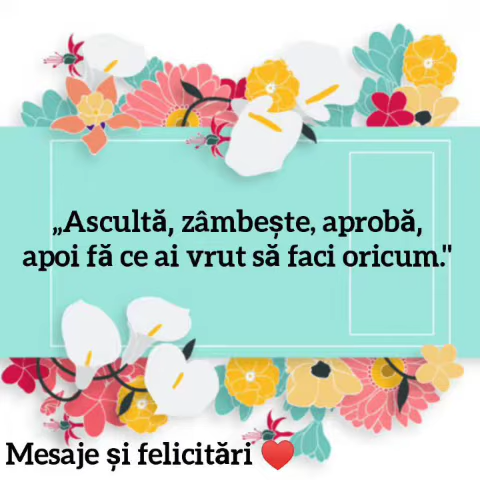 „Ascultă, zâmbește, aprobă,
apoi fă ce ai vrut să faci oricum."
Mesaje și felicitări ❤️